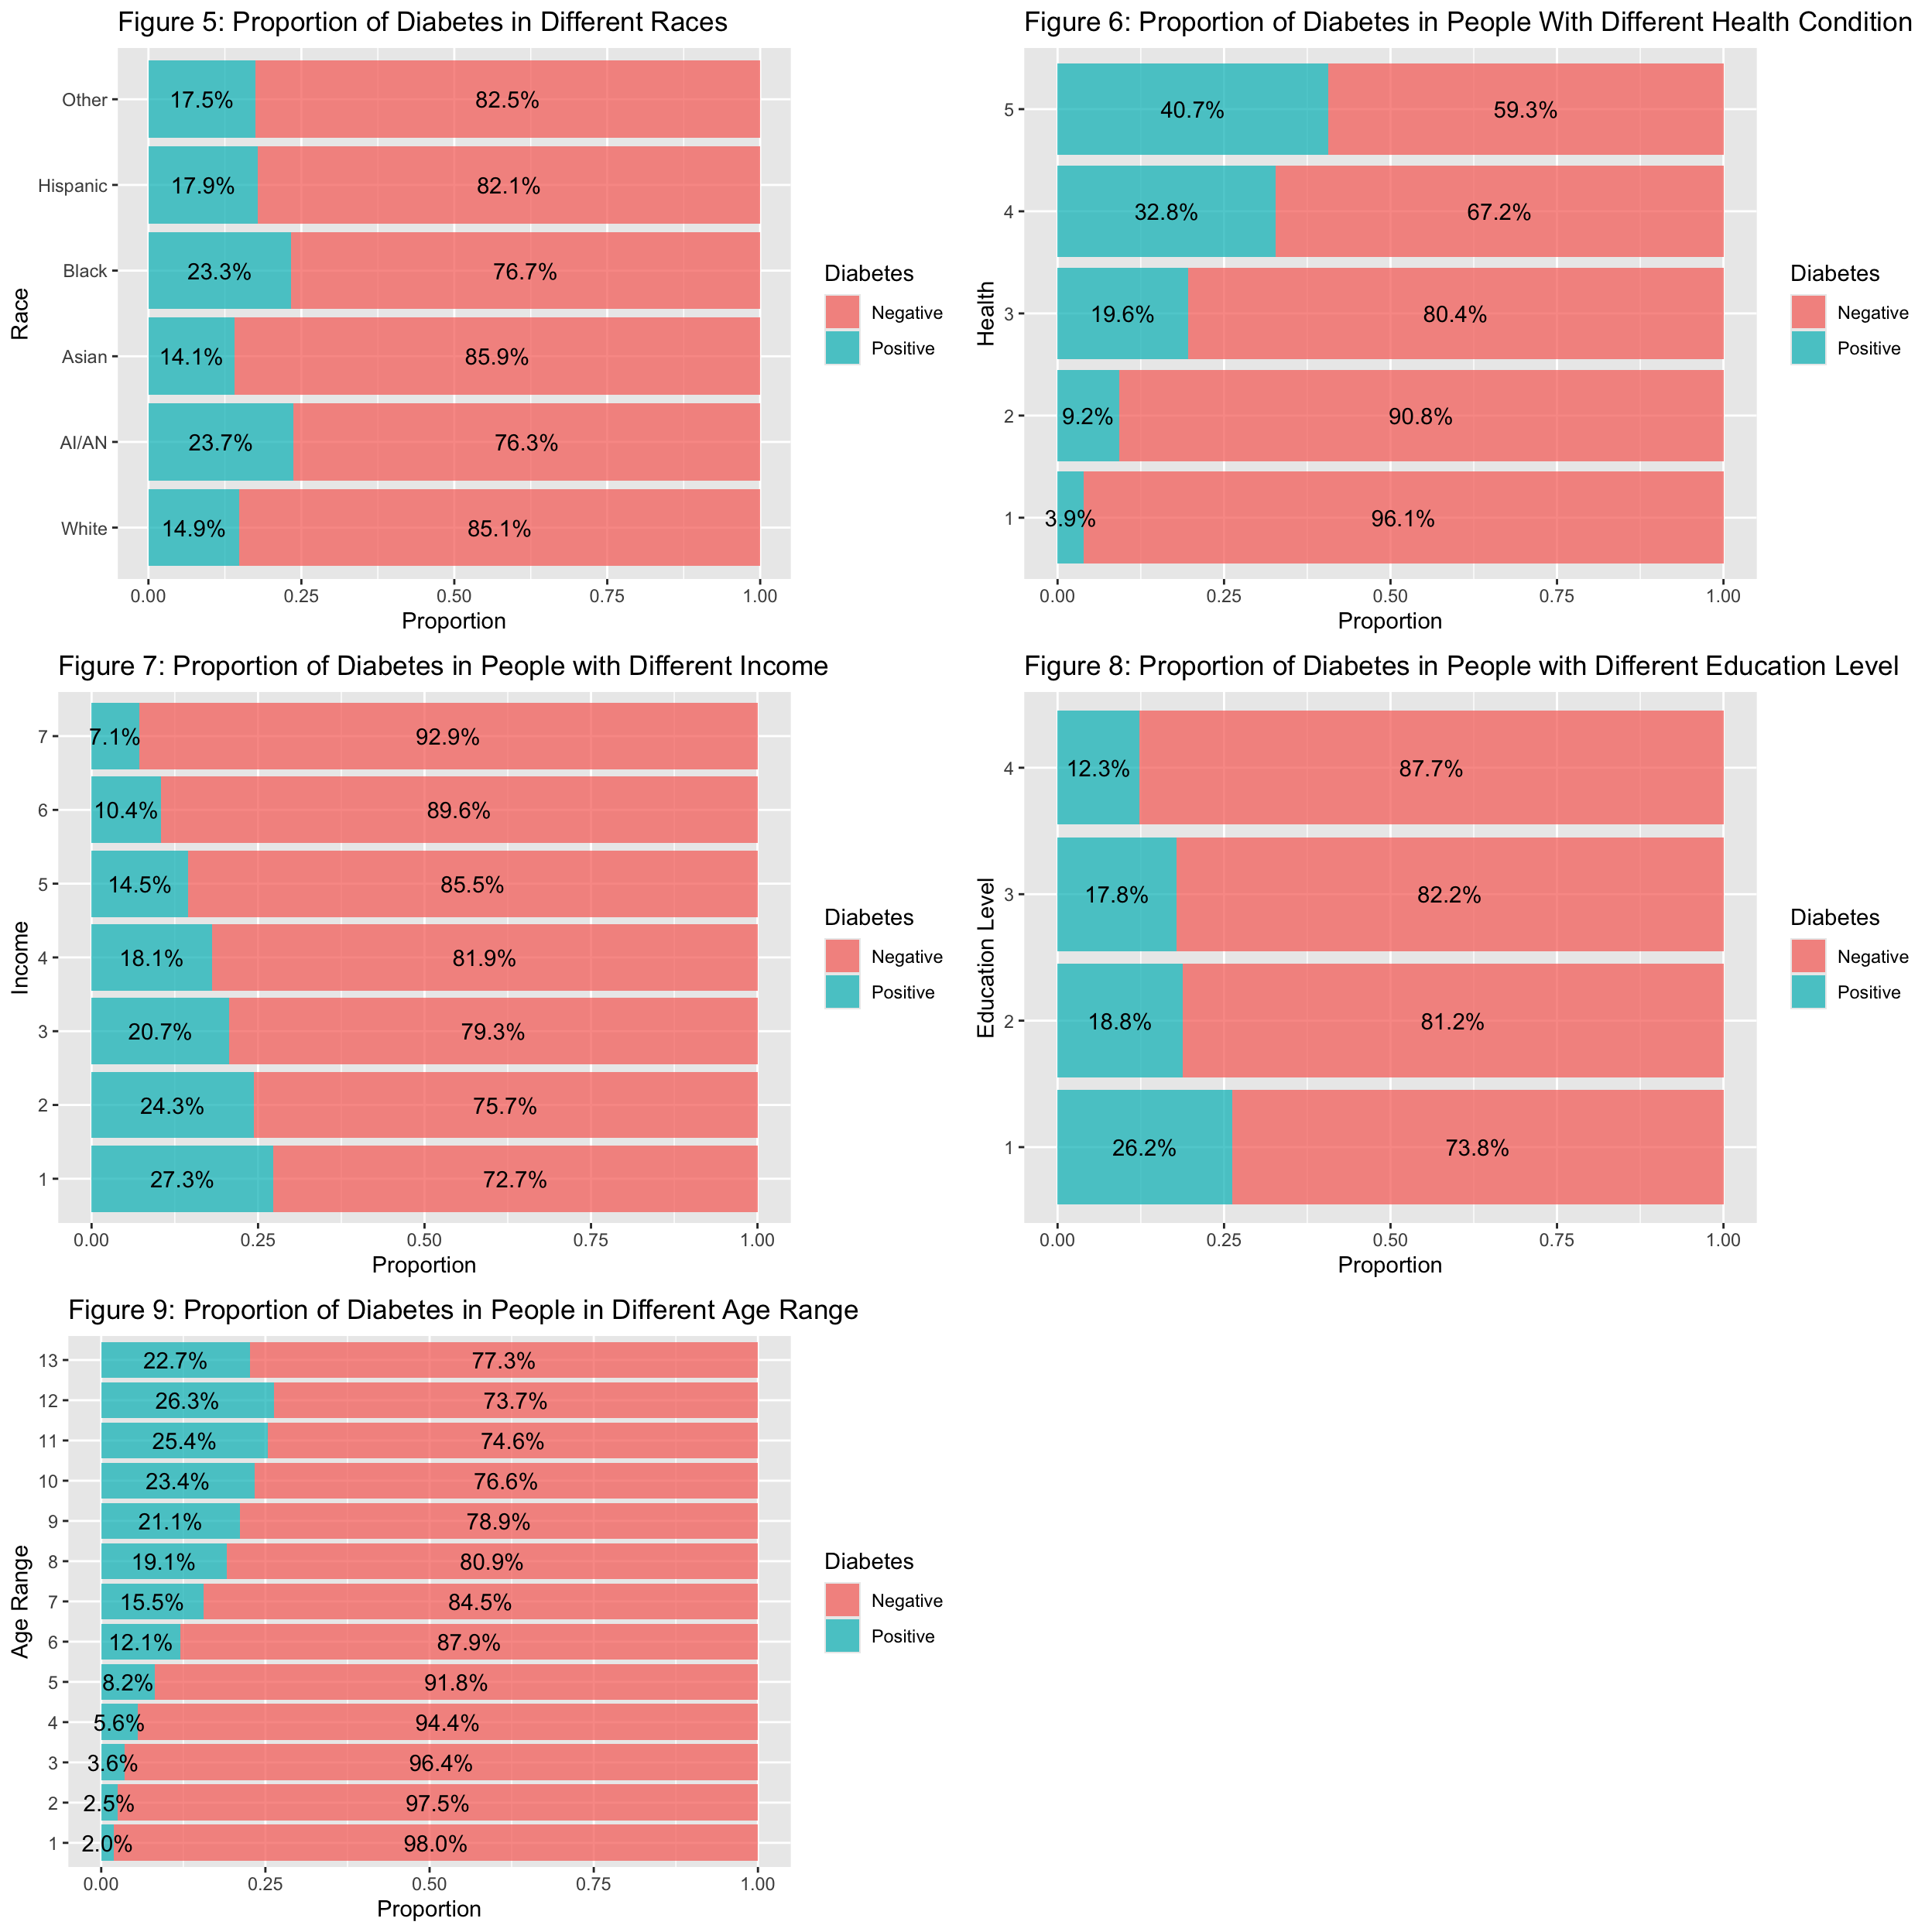 Figure 5: Proportion of Diabetes in Different Races
Other
17.5% 82.5%
Hispanic
17.9% 82.1%
Black
23.3% 76.7%
Asian
14.1% 85.9%
AI/AN
23.7% 76.3%
White
14.9% 85.1%
Race
0.00 0.25 0.50 0.75 1.00
Proportion
Diabetes
Negative
Positive
Figure 6: Proportion of Diabetes in People With Different Health Condition
5 40.7% 59.3%
4 32.8% 67.2%
3 19.6% 80.4%
2 9.2% 90.8%
1 3.9% 96.1%
Health
0.00 0.25 0.50 0.75 1.00
Proportion
Diabetes
Negative
Positive
Figure 7: Proportion of Diabetes in People with Different Income
7 7.1% 92.9%
6 10.4% 89.6%
5 14.5% 85.5%
4 18.1% 81.9%
3 20.7% 79.3%
2 24.3% 75.7%
1 27.3% 72.7%
Income
0.00 0.25 0.50 0.75 1.00
Proportion
Diabetes
Negative
Positive
Figure 8: Proportion of Diabetes in People with Different Education Level
4 12.3% 87.7%
3 17.8% 82.2%
2 18.8% 81.2%
1 26.2% 73.8%
Education Level
0.00 0.25 0.50 0.75 1.00
Proportion
Diabetes
Negative
Positive
Figure 9: Proportion of Diabetes in People in Different Age Range
13 22.7% 77.3%
12 26.3% 73.7%
11 25.4% 74.6%
10 23.4% 76.6%
9 21.1% 78.9%
8 19.1% 80.9%
7 15.5% 84.5%
6 12.1% 87.9%
5 8.2% 91.8%
4 5.6% 94.4%
3 3.6% 96.4%
2 2.5% 97.5%
1 2.0% 98.0%
Age Range
0.00 0.25 0.50 0.75 1.00
Proportion
Diabetes
Negative
Positive